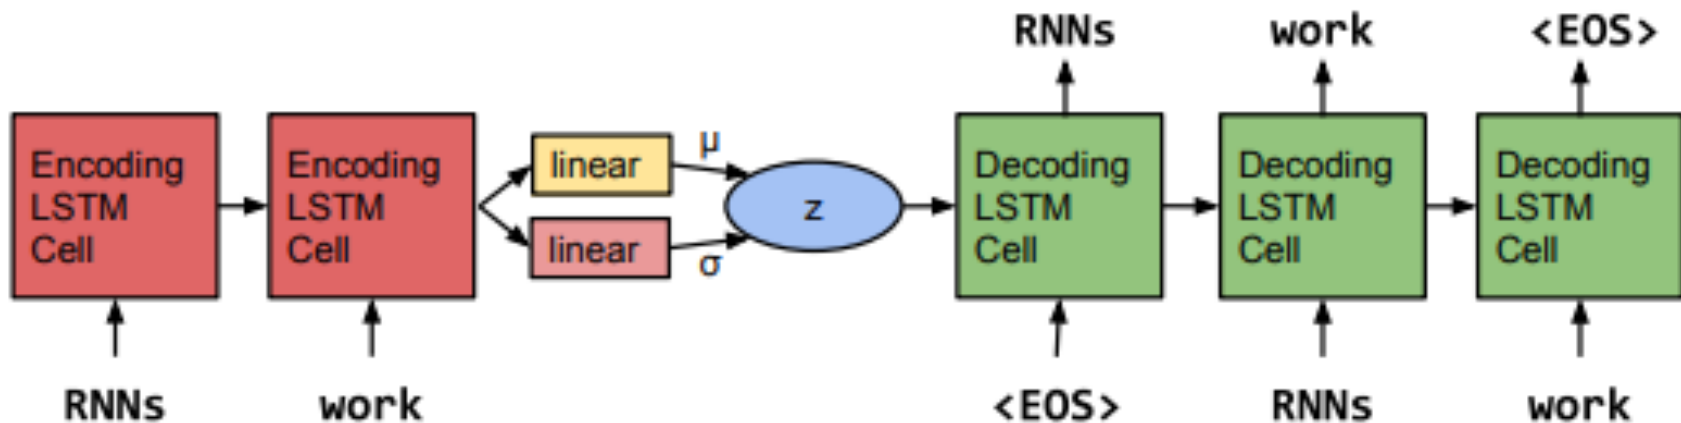 RNNs work <EOS>
Encoding
LSTM
Cell
Encoding
LSTM
Cell
linear
linear
μ
σ
z
Decoding
LSTM
Cell
Decoding
LSTM
Cell
Decoding
LSTM
Cell
RNNs work <EOS> RNNs work